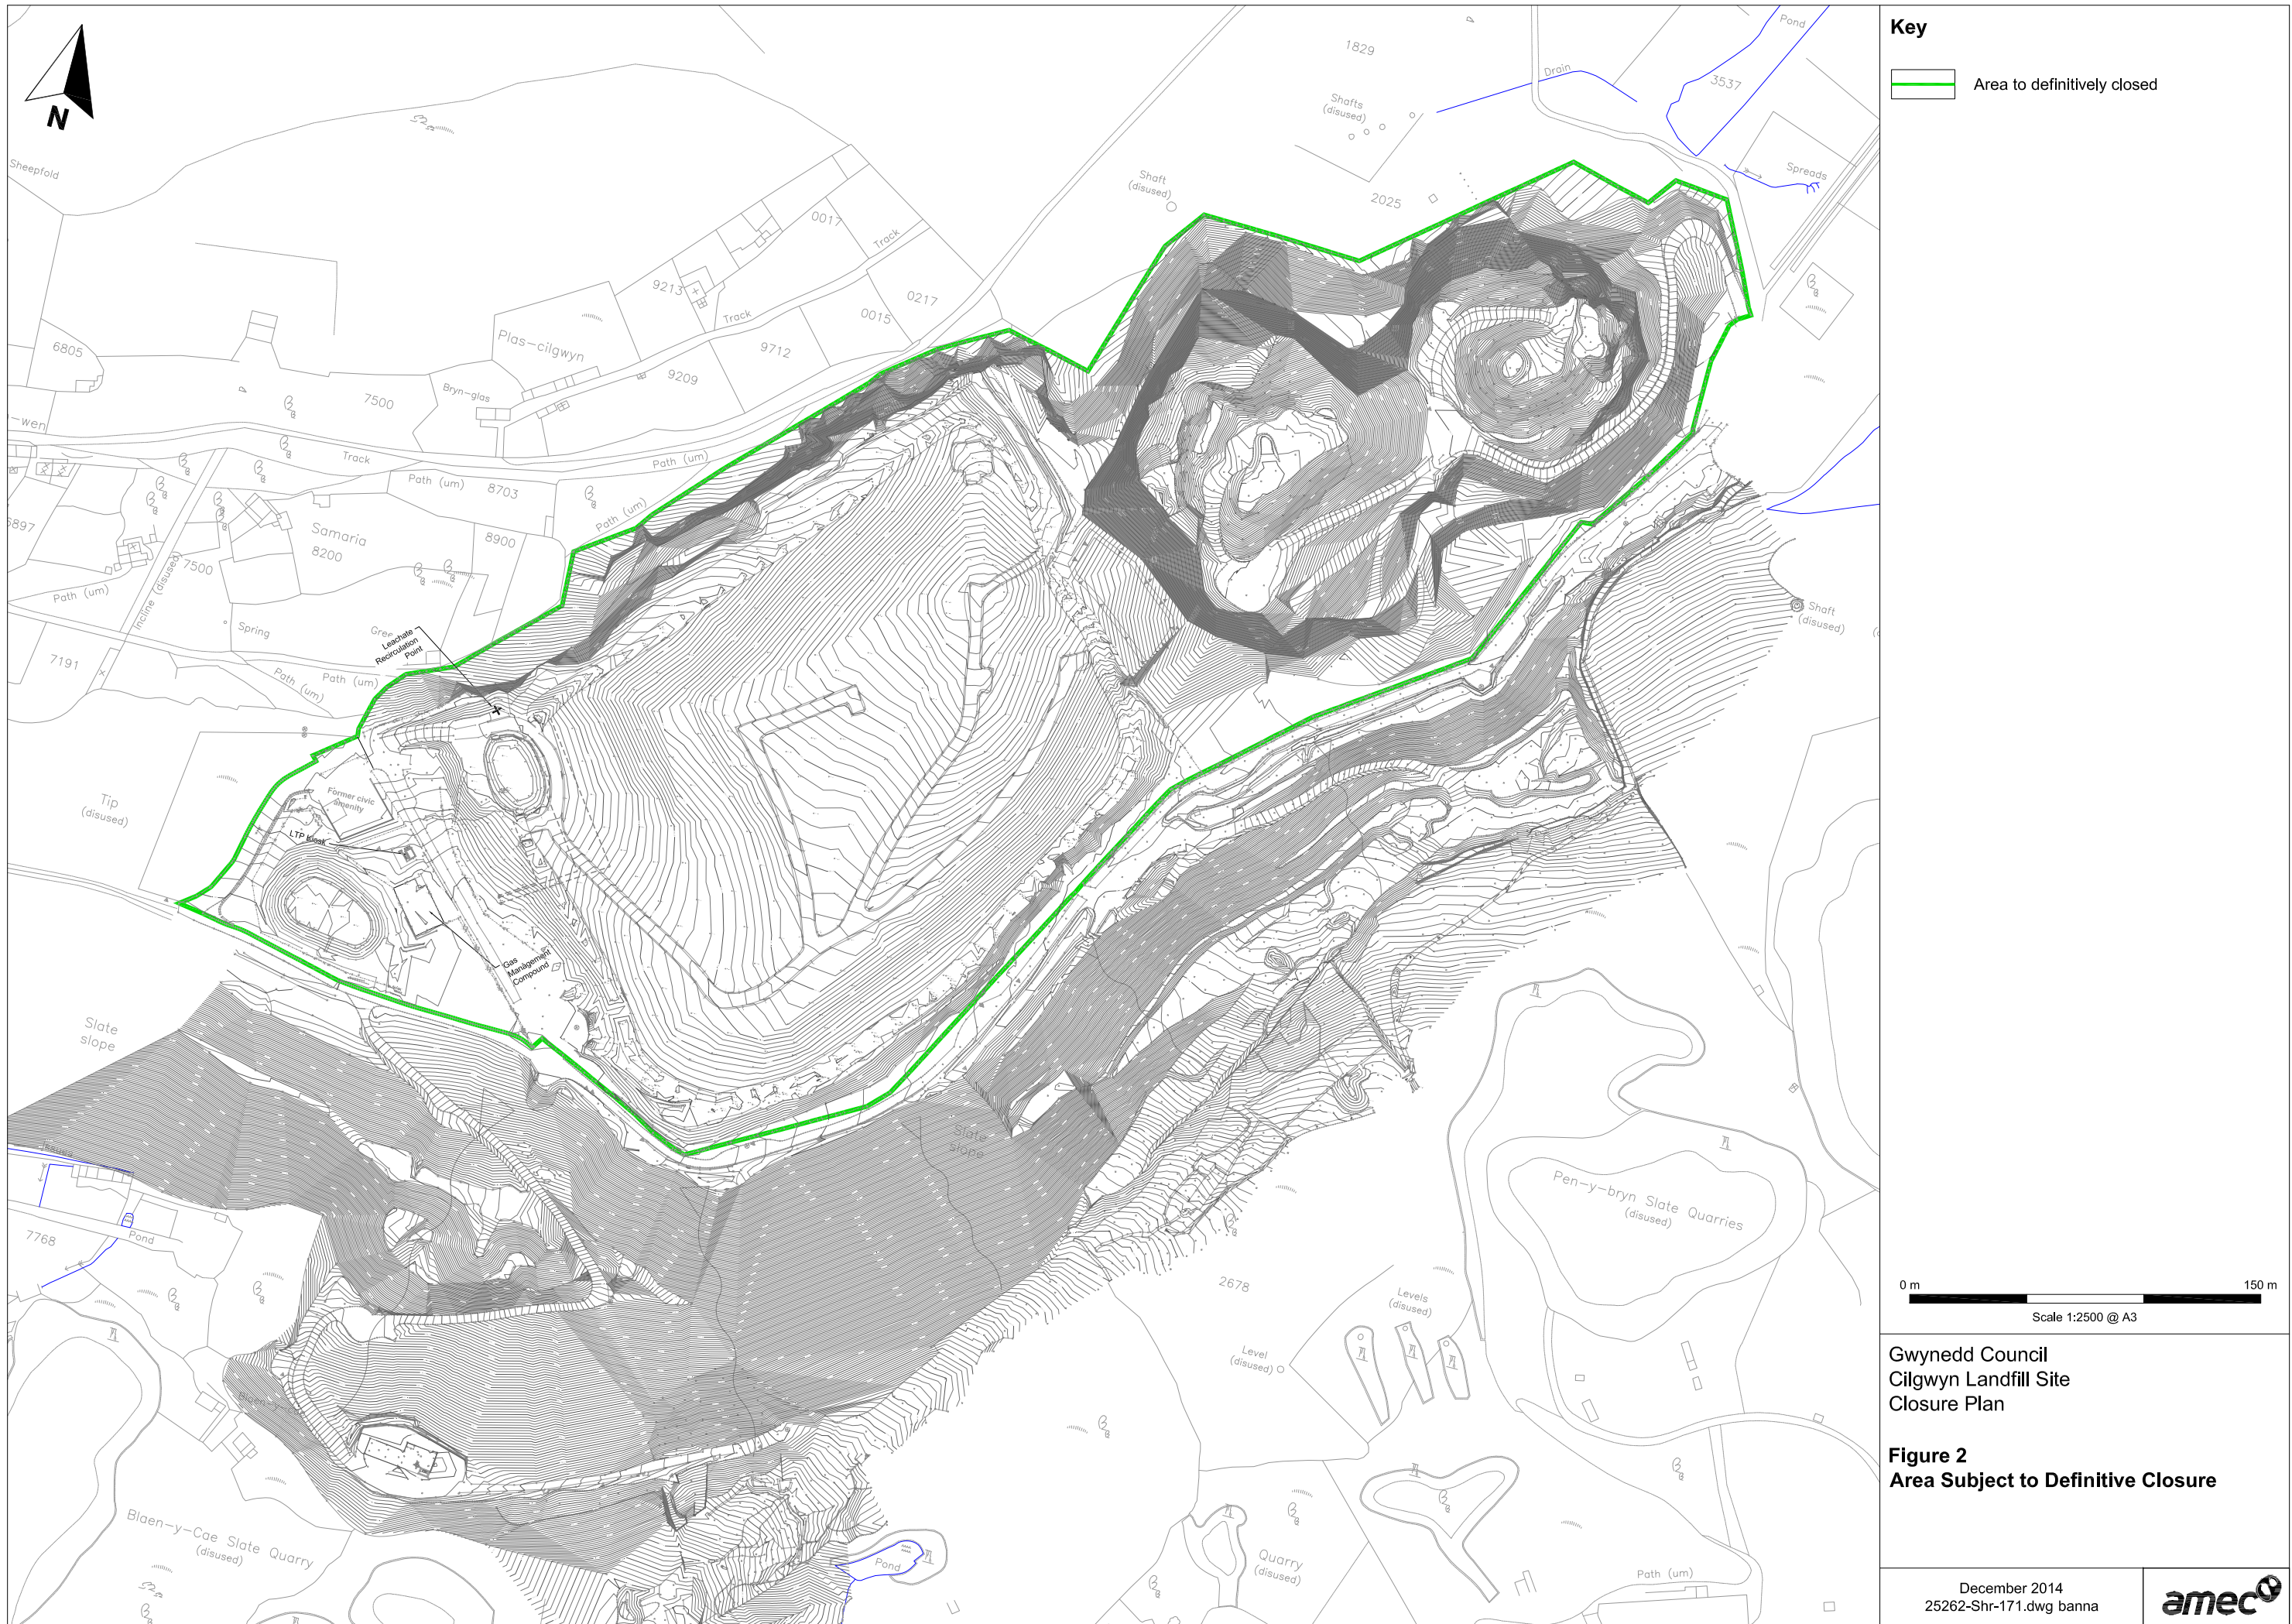 N
Sheepfold
6805
-wen
7500
Bryn-glas
Plas-cilgwyn
9213
0017
Track
Track
0217
0015
9712
9209
Track
Path (um)
Path (um)
8703
Path (um)
8900
Samaria
8200
7500
Incline (disused)
Path (um)
Spring
7191
Path (um)
Path (um)
Leachate
Recirculation
Point
Shaft
(disused)
Shafts
(disused)
1829
2025
Drain
Pond
3537
Spreads
Shaft
(disused)
Tip
(disused)
Former civic
amenity
LTP Kiosk
Gas
Management
Compound
Slate
slope
Slate
slope
Issues
Pond
7768
Blaen-y-Cae Slate Quarry
(disused)
Pond
Quarry
(disused)
Level
(disused)
Levels
(disused)
2678
Pen-y-bryn Slate Quarries
(disused)
Path (um)
Key
Area to definitively closed
0 m 150 m
Scale 1:2500 @ A3
Gwynedd Council
Cilgwyn Landfill Site
Closure Plan
Figure 2
Area Subject to Definitive Closure
December 2014
25262-Shr-171.dwg banna
amec